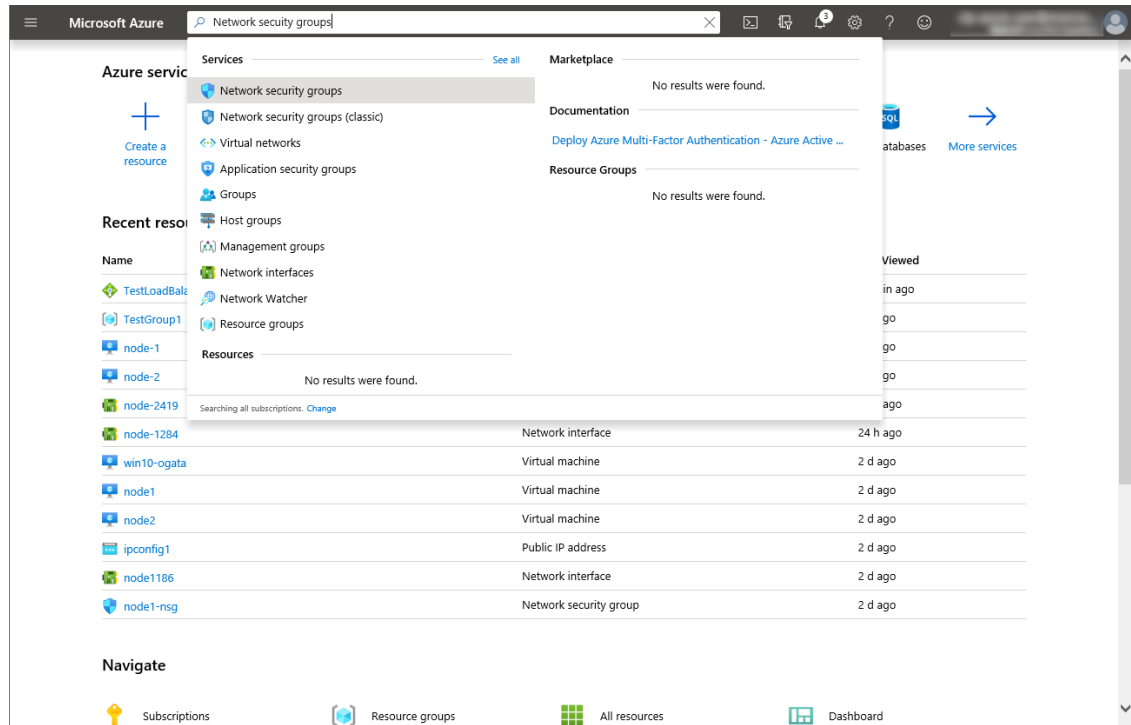 Microsoft Azure
Network secuity groups
3
Azure servic
Create a
resource
SQL
atabases
More services
Services
See all
Network security groups
Network security groups (classic)
Virtual networks
Application security groups
Groups
Host groups
Management groups
Network interfaces
Network Watcher
Resource groups
Resources
No results were found.
Searching all subscriptions. Change
Marketplace
No results were found.
Documentation
Deploy Azure Multi-Factor Authentication - Azure Active ...
Resource Groups
No results were found.
Recent resou
Name
Viewed
TestLoadBala
in ago
TestGroup1
go
node-1
go
node-2
go
node-2419
ago
node-1284 Network interface 24 h ago
win10-ogata Virtual machine 2 d ago
node1 Virtual machine 2 d ago
node2 Virtual machine 2 d ago
ipconfig1 Public IP address 2 d ago
node1186 Network interface 2 d ago
node1-nsg Network security group 2 d ago
Navigate
Subscriptions
Resource groups
All resources
Dashboard